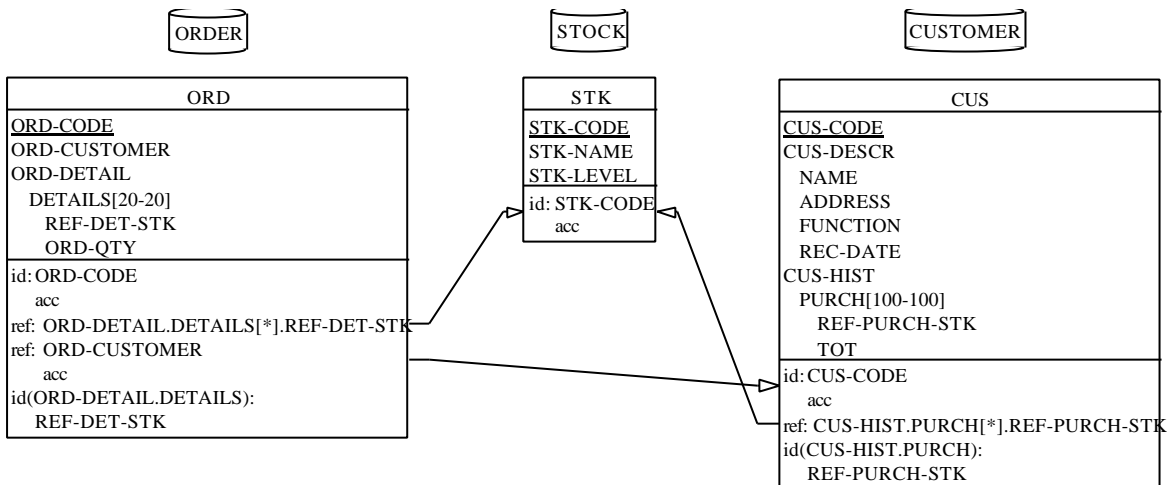 ORDER
STOCK
CUSTOMER
ORD
ORD-CODE
ORD-CUSTOMER
ORD-DETAIL
DETAILS[20-20]
REF-DET-STK
ORD-QTY
id: ORD-CODE
acc
ref: ORD-DETAIL.DETAILS[*].REF-DET-STK
ref: ORD-CUSTOMER
acc
id(ORD-DETAIL.DETAILS):
REF-DET-STK
STK
STK-CODE
STK-NAME
STK-LEVEL
id: STK-CODE
acc
CUS
CUS-CODE
CUS-DESCR
NAME
ADDRESS
FUNCTION
REC-DATE
CUS-HIST
PURCH[100-100]
REF-PURCH-STK
TOT
id: CUS-CODE
acc
ref: CUS-HIST.PURCH[*].REF-PURCH-STK
id(CUS-HIST.PURCH):
REF-PURCH-STK